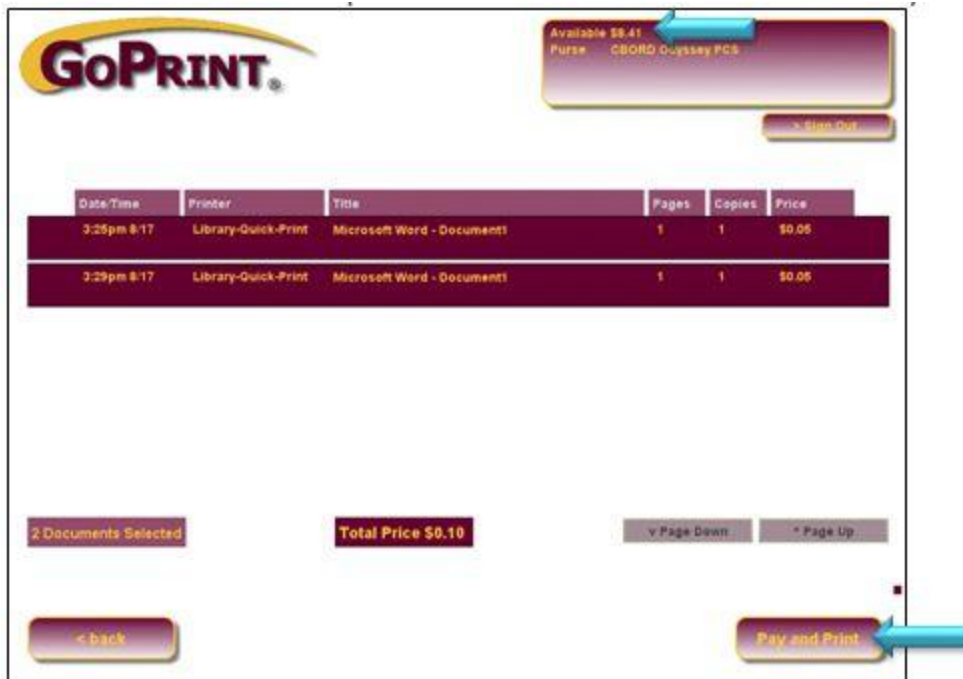 GOPRINT®
Available $8.41
Purse CBORD Odyssey PCS
> Sign Out
Date/Time Printer Title Pages Copies Price
3:25pm 8/17 Library-Quick-Print Microsoft Word - Document1 1 1 $0.05
3:29pm 8/17 Library-Quick-Print Microsoft Word - Document1 1 1 $0.05
2 Documents Selected Total Price $0.10 v Page Down ^ Page Up
< back Pay and Print